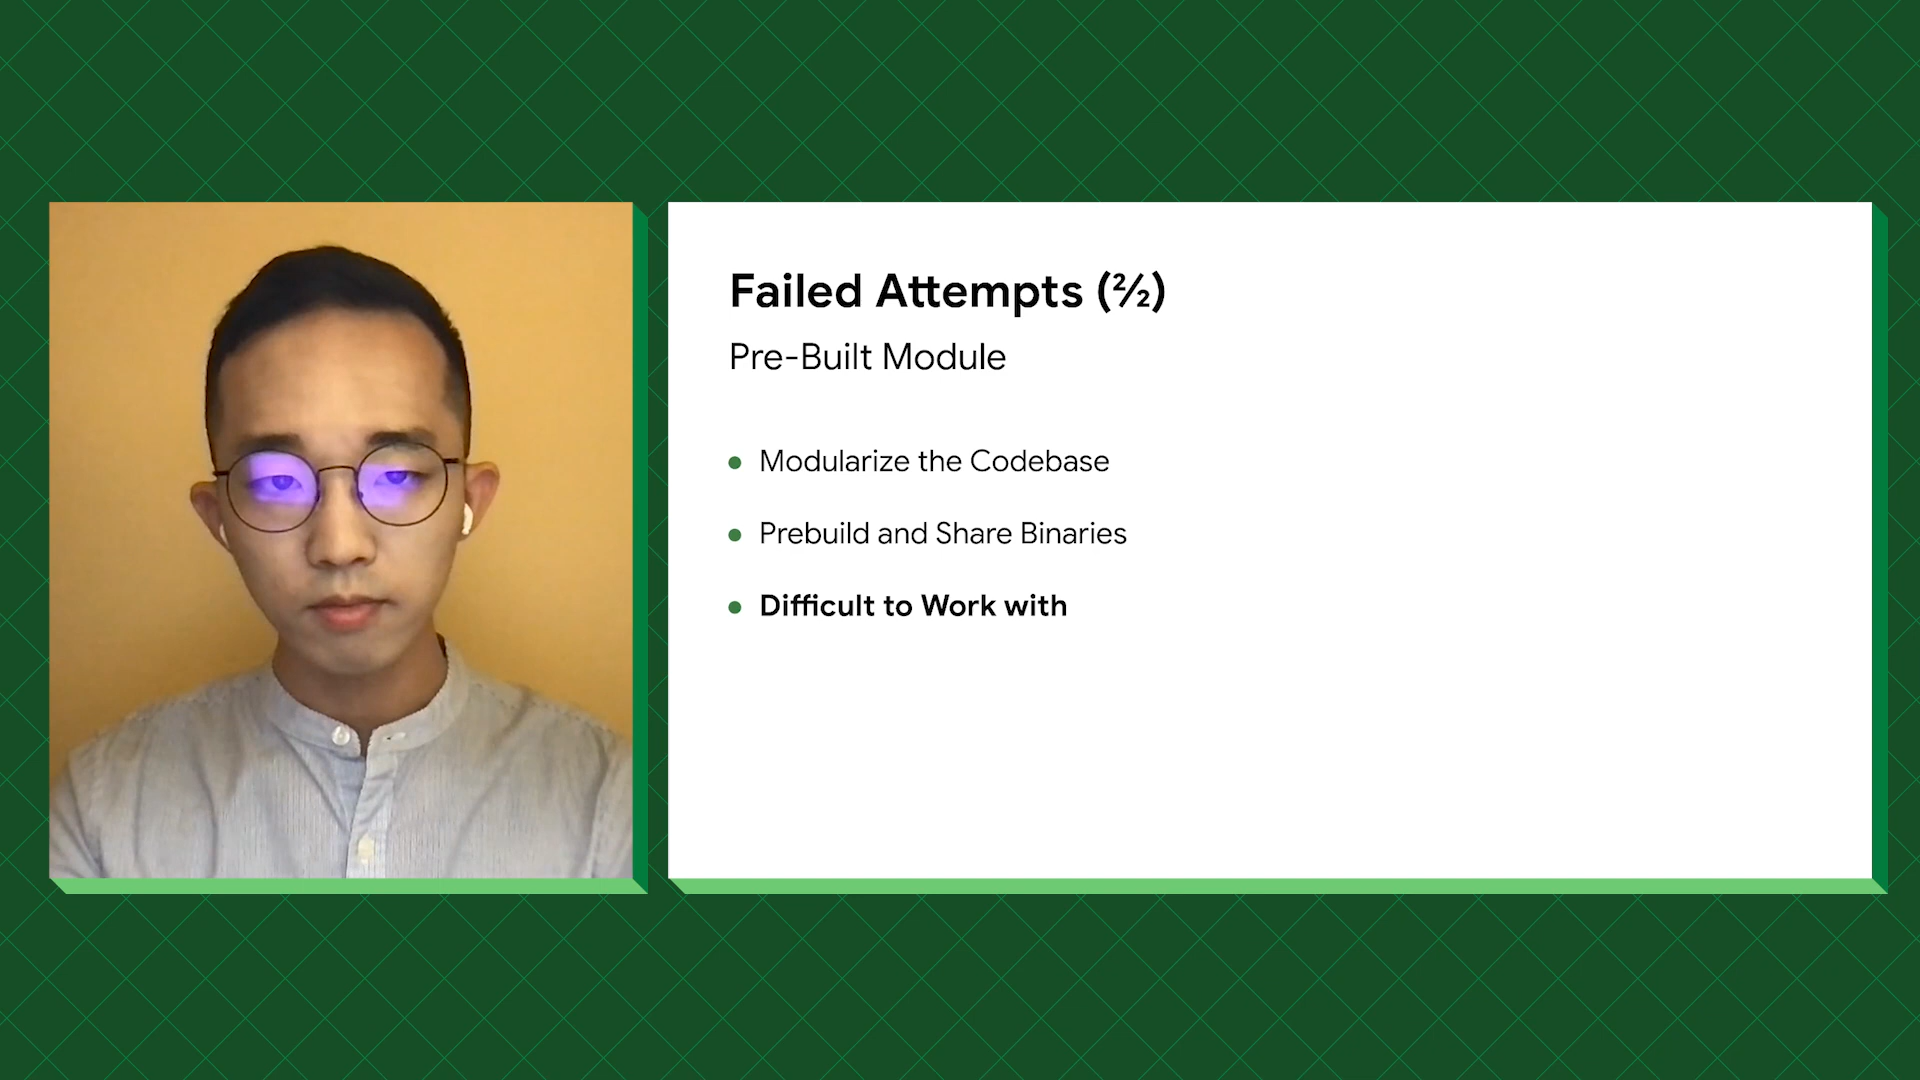 Failed Attempts (2/2)
Pre-Built Module
Modularize the Codebase
Prebuild and Share Binaries
Difficult to Work with